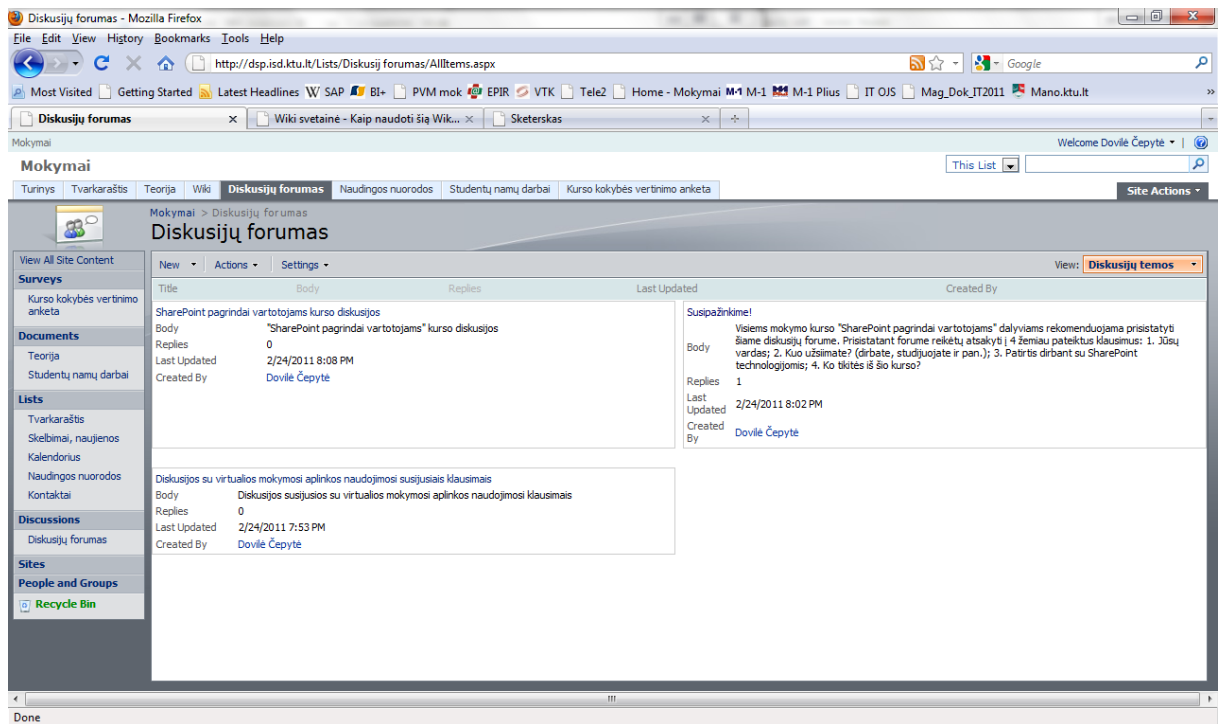 Diskusijų forumas - Mozilla Firefox
File Edit View History Bookmarks Tools Help
http://dsp.isd.ktu.lt/Lists/Diskusij forumas/AllItems.aspx
Google
Most Visited Getting Started Latest Headlines SAP BI+ PVM mok EPIR VTK Tele2 Home - Mokymai M-1 M-1 M-1 Plius IT OJS Mag_Dok_IT2011 Mano.ktu.lt »
Diskusijų forumas Wiki svetainė - Kaip naudoti šią Wik... Sketerskas
Mokymai
Welcome Dovilė Čepytė
Mokymai
This List
Turinys Tvarkaraštis Teorija Wiki Diskusijų forumas Naudingos nuorodos Studentų namų darbai Kurso kokybės vertinimo anketa
Site Actions
Mokymai > Diskusijų forumas
Diskusijų forumas
View All Site Content
Surveys
Kurso kokybės vertinimo
anketa
Documents
Teorija
Studentų namų darbai
Lists
Tvarkaraštis
Skelbimai, naujienos
Kalendorius
Naudingos nuorodos
Kontaktai
Discussions
Diskusijų forumas
Sites
People and Groups
Recycle Bin
New Actions Settings
View: Diskusijų temos
Title Body Replies Last Updated Created By
SharePoint pagrindai vartotojams kurso diskusijos
Body "SharePoint pagrindai vartotojams" kurso diskusijos
Replies 0
Last Updated 2/24/2011 8:08 PM
Created By Dovilė Čepytė
Susipažinkime!
Body
Visiems mokymo kurso "SharePoint pagrindai vartotojams" dalyviams rekomenduojama prisistatyti
šiame diskusijų forume. Prisistatant forume reikėtų atsakyti į 4 žemiau pateiktus klausimus: 1. Jūsų
vardas; 2. Kuo užsiimate? (dirbate, studijuojate ir pan.); 3. Patirtis dirbant su SharePoint
technologijomis; 4. Ko tikitės iš šio kurso?
Replies 1
Last
Updated 2/24/2011 8:02 PM
Created
By Dovilė Čepytė
Diskusijos su virtualios mokymosi aplinkos naudojimosi susijusiais klausimais
Body Diskusijos susijusios su virtualios mokymosi aplinkos naudojimosi klausimais
Replies 0
Last Updated 2/24/2011 7:53 PM
Created By Dovilė Čepytė
Done